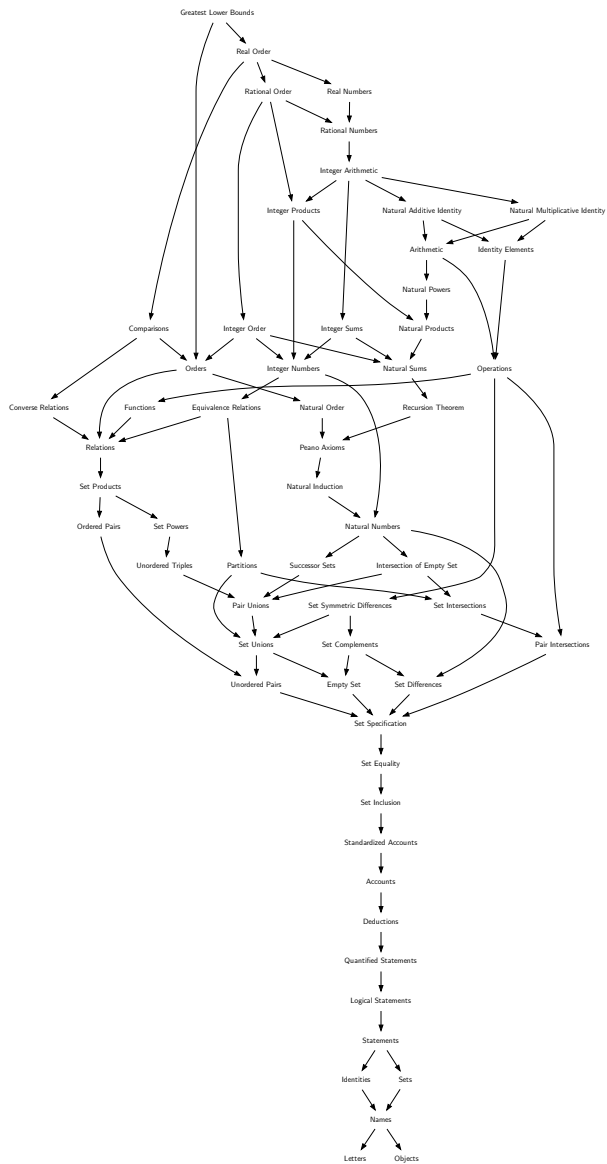 Greatest Lower Bounds
Real Order
Rational Order
Real Numbers
Rational Numbers
Integer Arithmetic
Integer Products
Natural Additive Identity
Natural Multiplicative Identity
Arithmetic
Identity Elements
Natural Powers
Comparisons
Integer Order
Integer Sums
Natural Products
Orders
Integer Numbers
Natural Sums
Operations
Converse Relations
Functions
Equivalence Relations
Natural Order
Recursion Theorem
Relations
Peano Axioms
Set Products
Natural Induction
Ordered Pairs
Set Powers
Natural Numbers
Unordered Triples
Partitions
Successor Sets
Intersection of Empty Set
Pair Unions
Set Symmetric Differences
Set Intersections
Set Unions
Set Complements
Pair Intersections
Unordered Pairs
Empty Set
Set Differences
Set Specification
Set Equality
Set Inclusion
Standardized Accounts
Accounts
Deductions
Quantified Statements
Logical Statements
Statements
Identities
Sets
Names
Letters
Objects